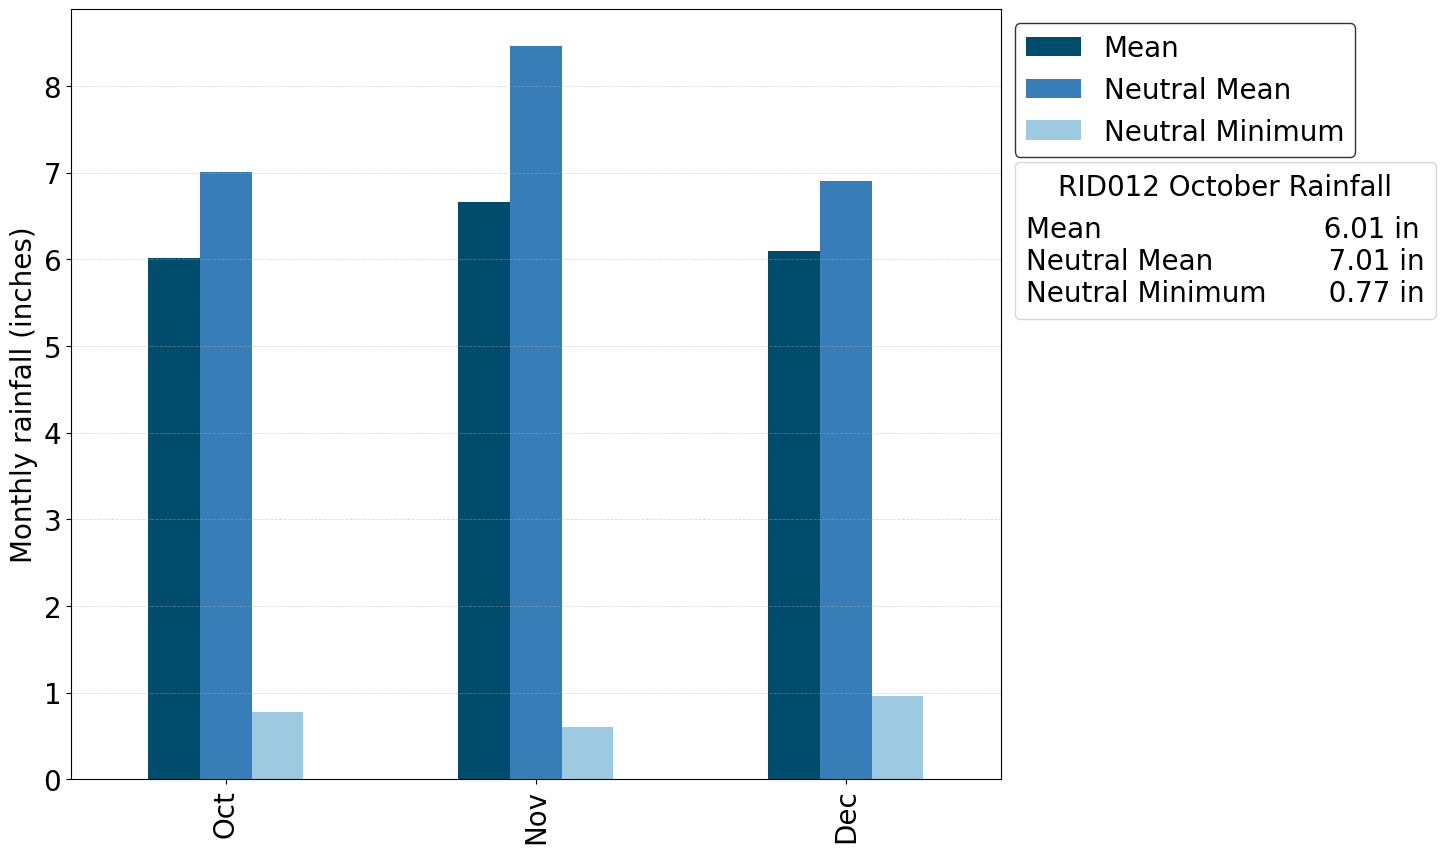 Monthly rainfall (inches)
8
7
6
5
4
3
2
1
0
Oct
Nov
Dec
Mean
Neutral Mean
Neutral Minimum
RID012 October Rainfall
Mean 6.01 in
Neutral Mean 7.01 in
Neutral Minimum 0.77 in